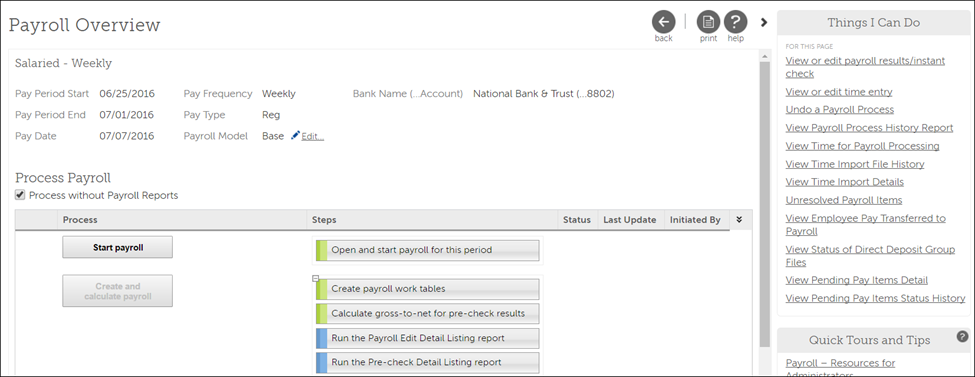 Payroll Overview
back
print
help
Salaried - Weekly
Pay Period Start 06/25/2016 Pay Frequency Weekly Bank Name (...Account) National Bank & Trust (...8802)
Pay Period End 07/01/2016 Pay Type Reg
Pay Date 07/07/2016 Payroll Model Base Edit...
Process Payroll
Process without Payroll Reports
Process Steps Status Last Update Initiated By
Start payroll Open and start payroll for this period
Create and
calculate payroll
Create payroll work tables
Calculate gross-to-net for pre-check results
Run the Payroll Edit Detail Listing report
Run the Pre-check Detail Listing report
Things I Can Do
FOR THIS PAGE
View or edit payroll results/instant
check
View or edit time entry
Undo a Payroll Process
View Payroll Process History Report
View Time for Payroll Processing
View Time Import File History
View Time Import Details
Unresolved Payroll Items
View Employee Pay Transferred to
Payroll
View Status of Direct Deposit Group
Files
View Pending Pay Items Detail
View Pending Pay Items Status History
Quick Tours and Tips
Payroll – Resources for
Administrators